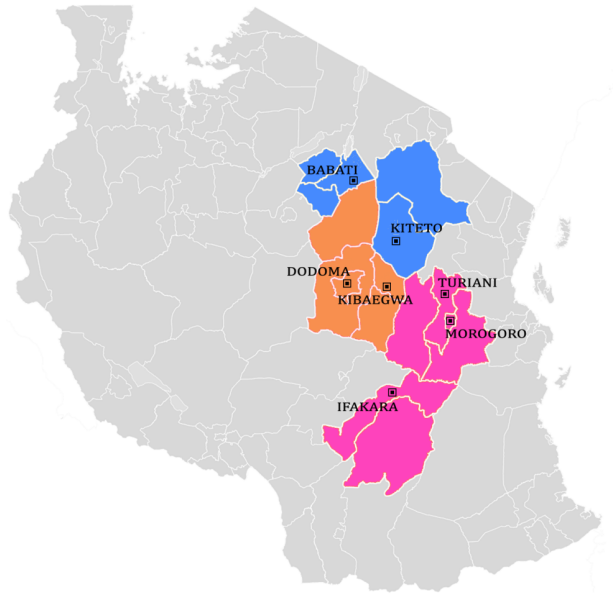 BABATI
KITETO
DODOMA
TURIANI
KIBAEGWA
MOROGORO
IFAKARA